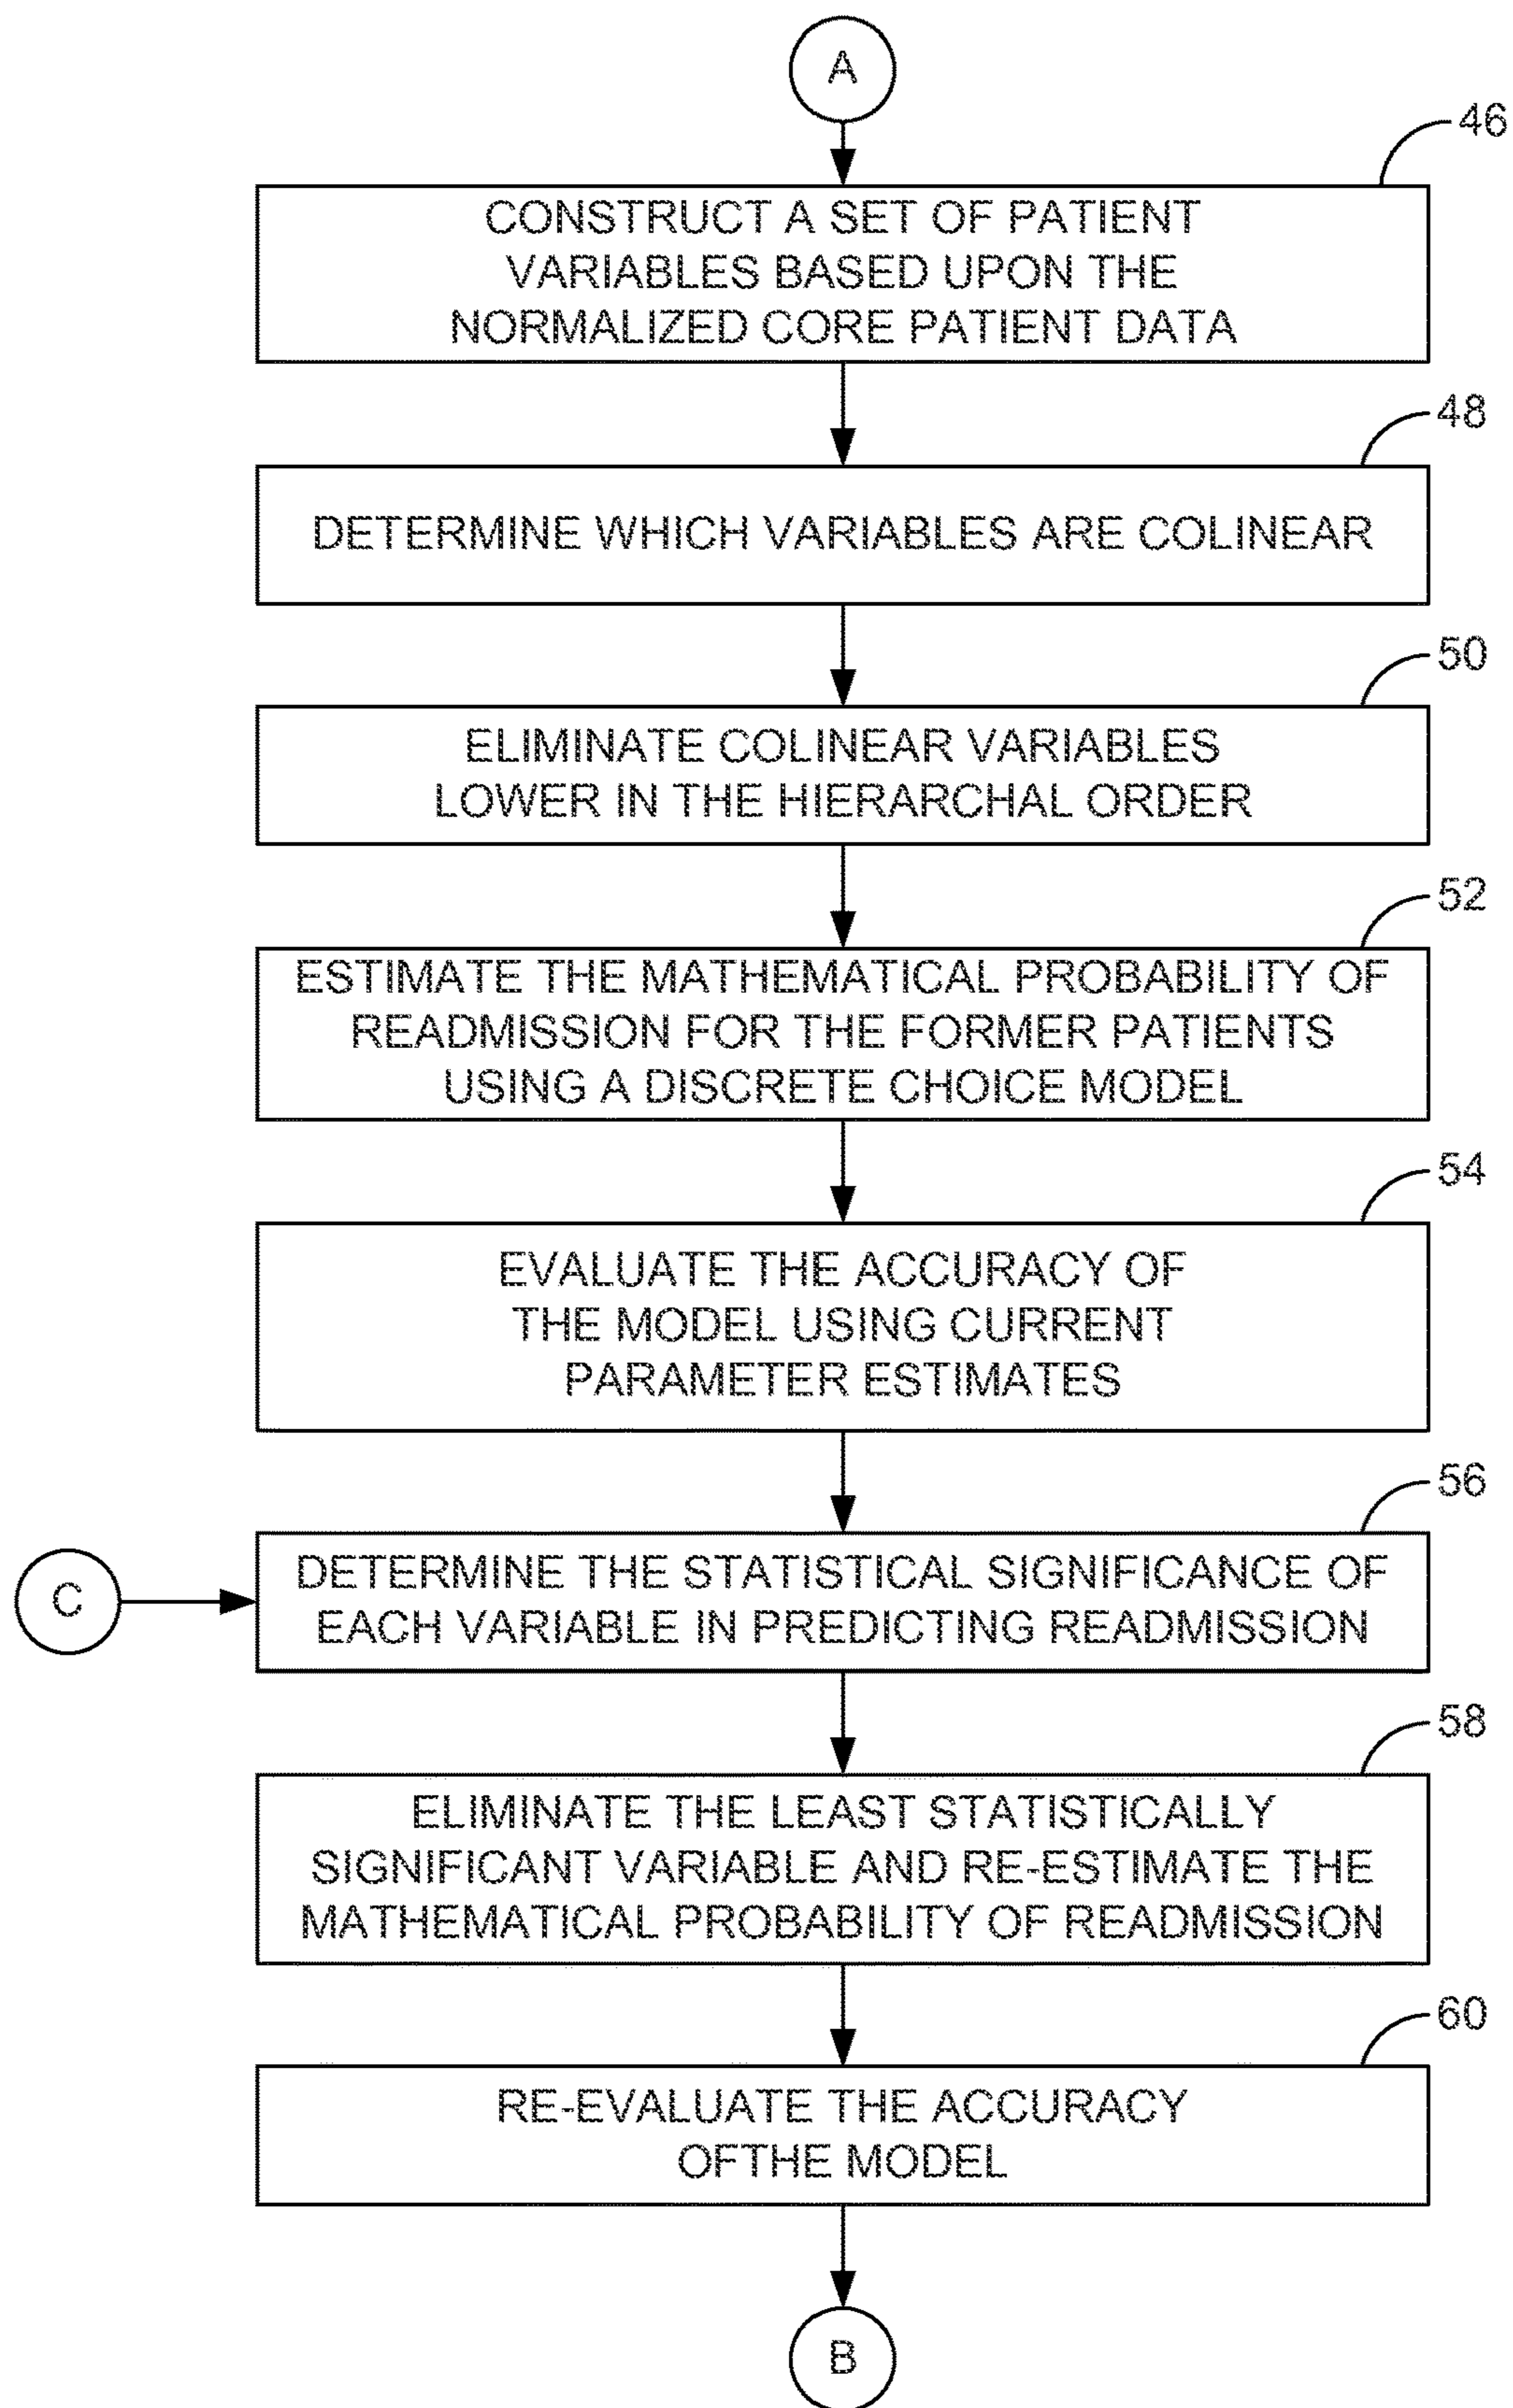 A
46
CONSTRUCT A SET OF PATIENT
VARIABLES BASED UPON THE
NORMALIZED CORE PATIENT DATA
48
DETERMINE WHICH VARIABLES ARE COLINEAR
50
ELIMINATE COLINEAR VARIABLES
LOWER IN THE HIERARCHAL ORDER
52
ESTIMATE THE MATHEMATICAL PROBABILITY OF
READMISSION FOR THE FORMER PATIENTS
USING A DISCRETE CHOICE MODEL
54
EVALUATE THE ACCURACY OF
THE MODEL USING CURRENT
PARAMETER ESTIMATES
56
C
DETERMINE THE STATISTICAL SIGNIFICANCE OF
EACH VARIABLE IN PREDICTING READMISSION
58
ELIMINATE THE LEAST STATISTICALLY
SIGNIFICANT VARIABLE AND RE-ESTIMATE THE
MATHEMATICAL PROBABILITY OF READMISSION
60
RE-EVALUATE THE ACCURACY
OFTHE MODEL
B